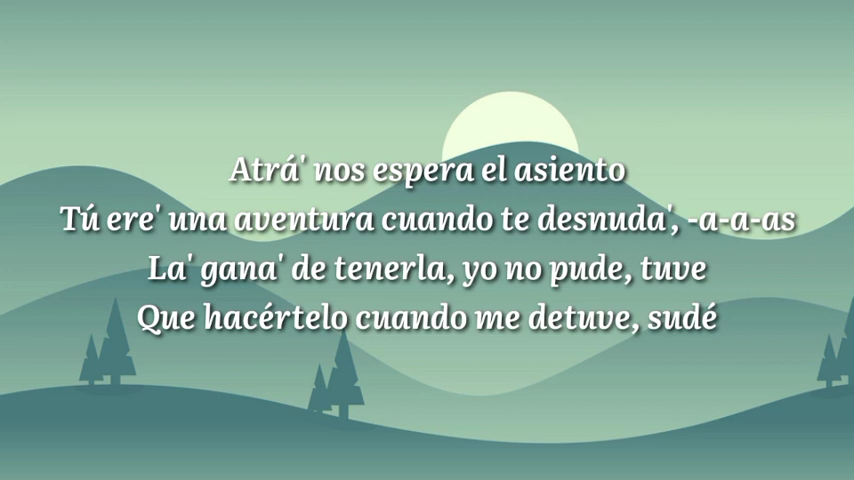 Atrá' nos espera el asiento
Tú ere' una aventura cuando te desnuda', -a-a-as
La' gana' de tenerla, yo no pude, tuve
Que hacértelo cuando me detuve, sudé